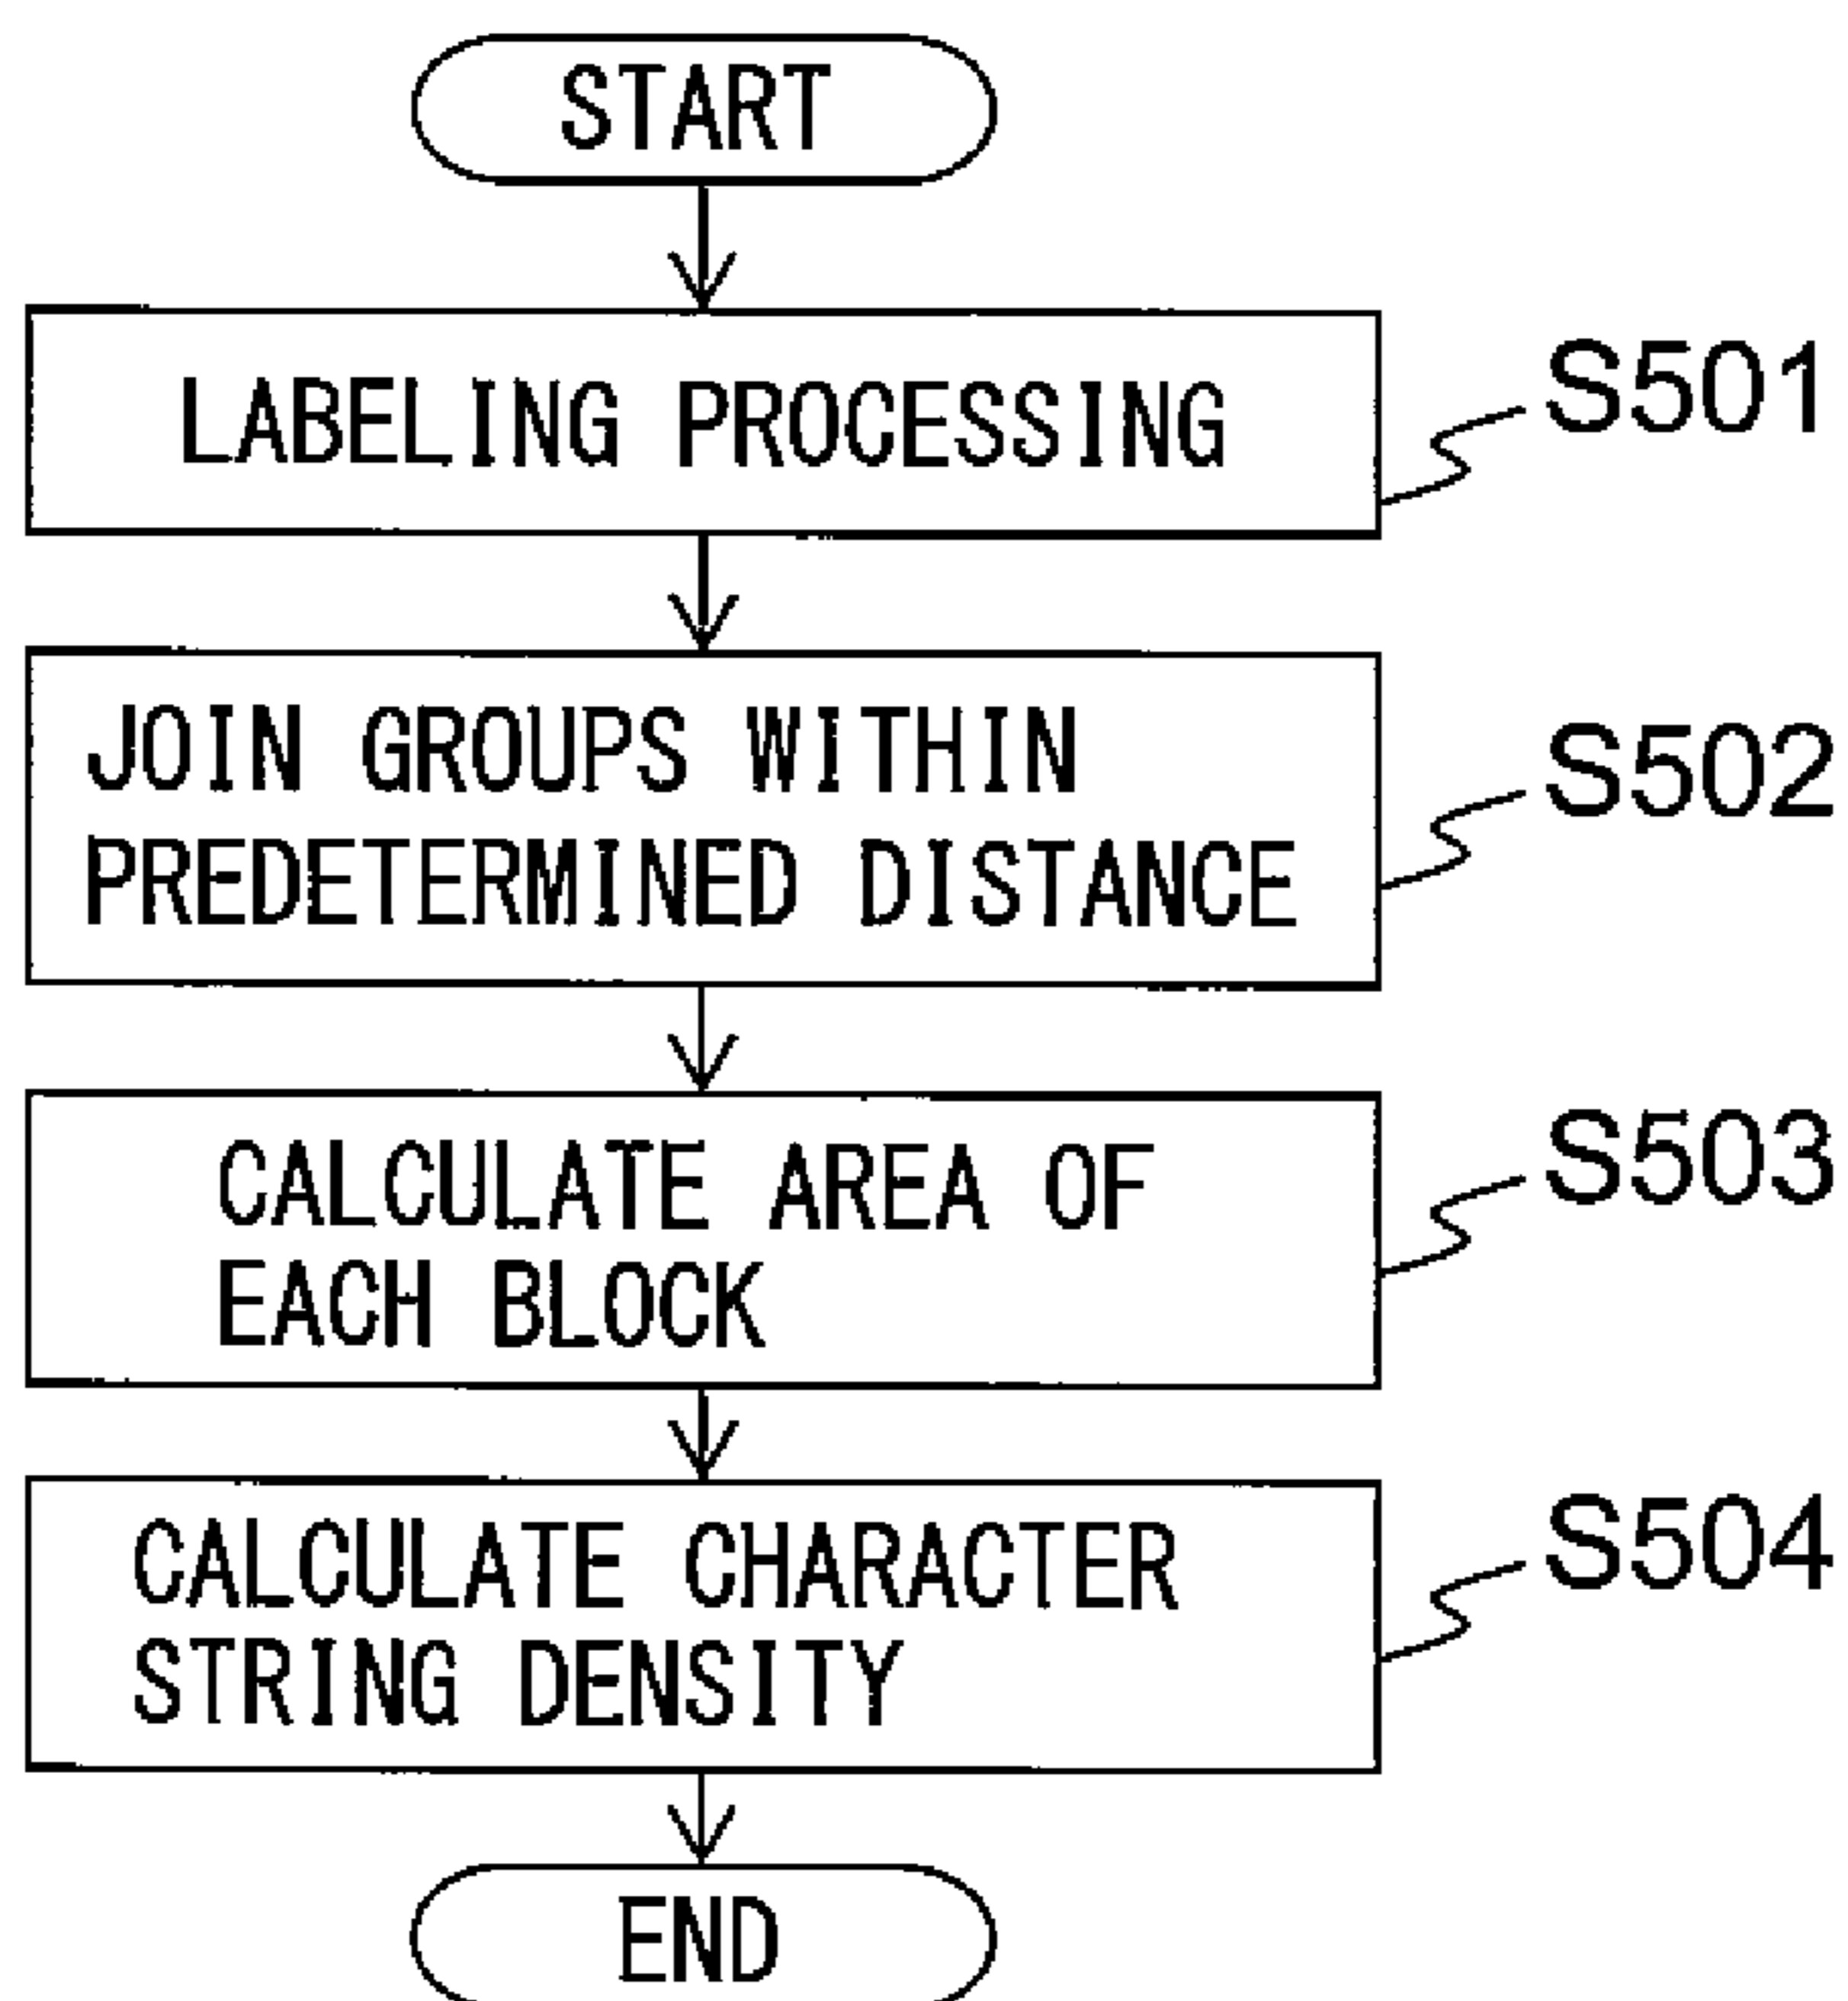 START
LABELING PROCESSING
S501
JOIN GROUPS WITHIN
PREDETERMINED DISTANCE
S502
CALCULATE AREA OF
EACH BLOCK
S503
CALCULATE CHARACTER
STRING DENSITY
S504
END